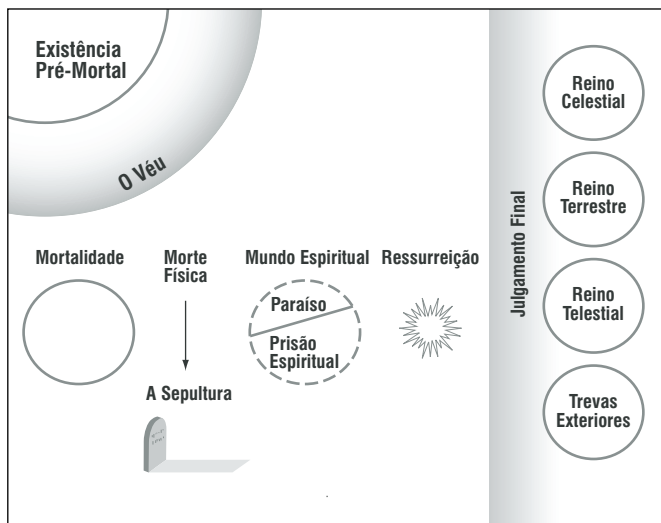 Existência
Pré-Mortal
O Véu
Mortalidade
Morte
Física
A Sepultura
Mundo Espiritual
Paraíso
Prisão
Espiritual
Ressurreição
Julgamento Final
Reino
Celestial
Reino
Terrestre
Reino
Telestial
Trevas
Exteriores